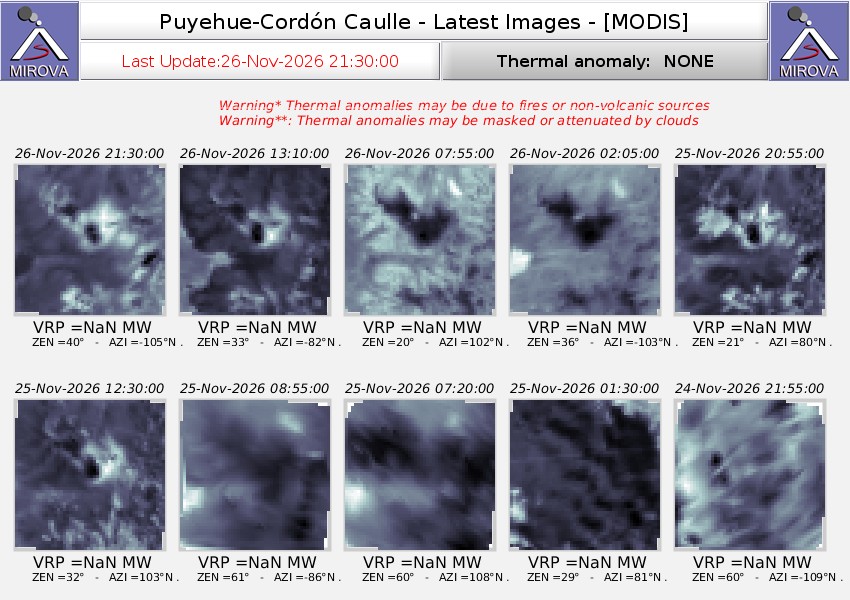 MIROVA
Puyehue-Cordón Caulle - Latest Images - [MODIS]
MIROVA
Last Update:26-Nov-2026 21:30:00
Thermal anomaly: NONE
Warning* Thermal anomalies may be due to fires or non-volcanic sources
Warning**: Thermal anomalies may be masked or attenuated by clouds
26-Nov-2026 21:30:00 26-Nov-2026 13:10:00 26-Nov-2026 07:55:00 26-Nov-2026 02:05:00 25-Nov-2026 20:55:00
VRP =NaN MW VRP =NaN MW VRP =NaN MW VRP =NaN MW VRP =NaN MW
ZEN =40° - AZI =-105°N . ZEN =33° - AZI =-82°N . ZEN =20° - AZI =102°N . ZEN =36° - AZI =-103°N . ZEN =21° - AZI =80°N .
25-Nov-2026 12:30:00 25-Nov-2026 08:55:00 25-Nov-2026 07:20:00 25-Nov-2026 01:30:00 24-Nov-2026 21:55:00
VRP =NaN MW VRP =NaN MW VRP =NaN MW VRP =NaN MW VRP =NaN MW
ZEN =32° - AZI =103°N . ZEN =61° - AZI =-86°N . ZEN =60° - AZI =108°N . ZEN =29° - AZI =81°N . ZEN =60° - AZI =-109°N .